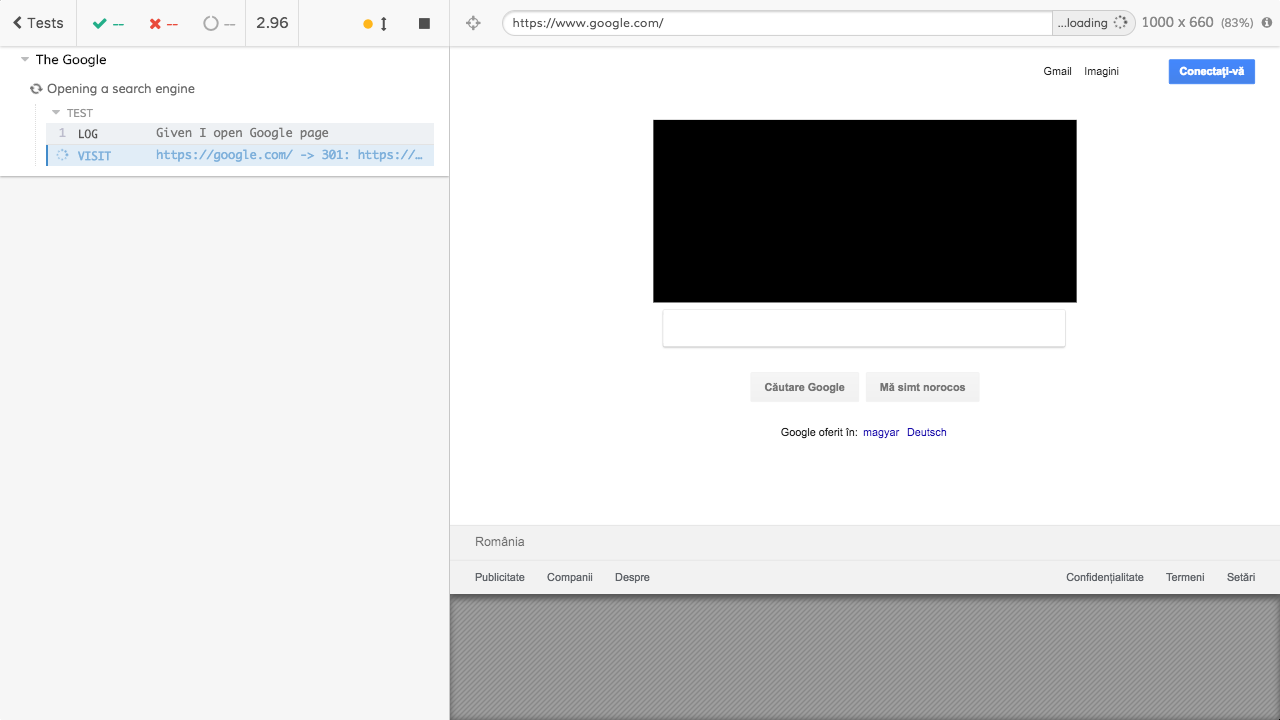 Tests -- -- -- 2.96
https://www.google.com/ ...loading 1000 x 660 (83%)
The Google
Opening a search engine
TEST
1 LOG Given I open Google page
VISIT https://google.com/ -> 301: https://…
Gmail Imagini Conectați-vă
Căutare Google Mă simt norocos
Google oferit în: magyar Deutsch
România
Publicitate Companii Despre Confidențialitate Termeni Setări